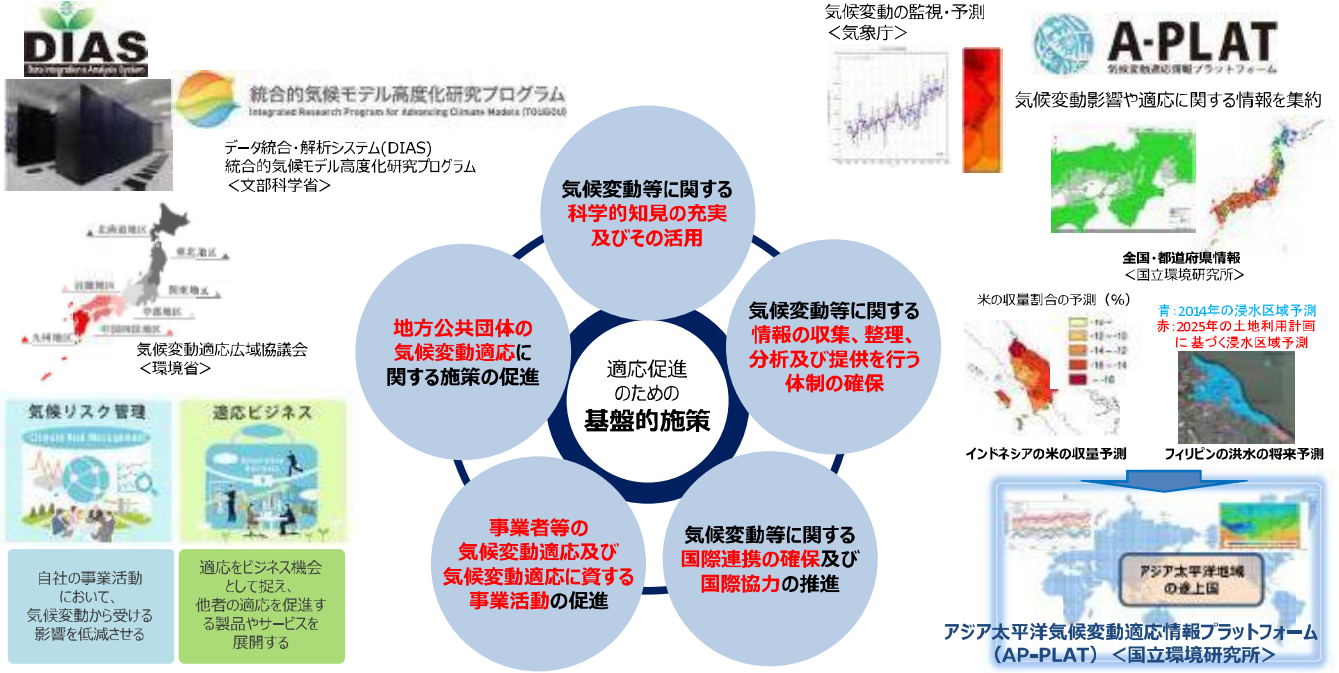 DIAS
Data Integration & Analysis System
統合的気候モデル高度化研究プログラム
Integrated Research Program for Advancing Climate Models (TOUGOU)
データ統合・解析システム(DIAS)
統合的気候モデル高度化研究プログラム
＜文部科学省＞
気候変動の監視・予測
＜気象庁＞
A-PLAT
気候変動適応情報プラットフォーム
気候変動影響や適応に関する情報を集約
全国・都道府県情報
＜国立環境研究所＞
北海道地区
東北地区
関東地区
中部地区
中国四国地区
九州地区
気候変動適応広域協議会
＜環境省＞
気候変動等に関する
科学的知見の充実
及びその活用
気候変動等に関する
情報の収集、整理、
分析及び提供を行う
体制の確保
気候変動等に関する
国際連携の確保及び
国際協力の推進
事業者等の
気候変動適応及び
気候変動適応に資する
事業活動の促進
地方公共団体の
気候変動適応に
関する施策の促進
適応促進
のための
基盤的施策
米の収量割合の予測（%）
インドネシアの米の収量予測
青：2014年の浸水区域予測
赤：2025年の土地利用計画
に基づく浸水区域予測
フィリピンの洪水の将来予測
気候リスク管理
Climate Risk Management
適応ビジネス
自社の事業活動
において、
気候変動から受ける
影響を低減させる
適応をビジネス機会
として捉え、
他者の適応を促進す
る製品やサービスを
展開する
アジア太平洋地域
の途上国
アジア太平洋気候変動適応情報プラットフォーム
（AP-PLAT）＜国立環境研究所＞